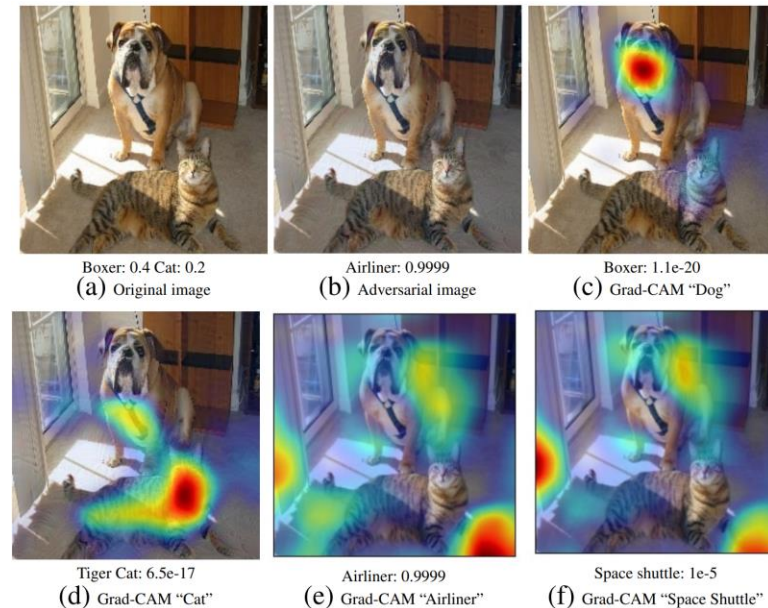 Boxer: 0.4 Cat: 0.2
(a) Original image
Airliner: 0.9999
(b) Adversarial image
Boxer: 1.1e-20
(c) Grad-CAM “Dog”
Tiger Cat: 6.5e-17
(d) Grad-CAM “Cat”
Airliner: 0.9999
(e) Grad-CAM “Airliner”
Space shuttle: 1e-5
(f) Grad-CAM “Space Shuttle”